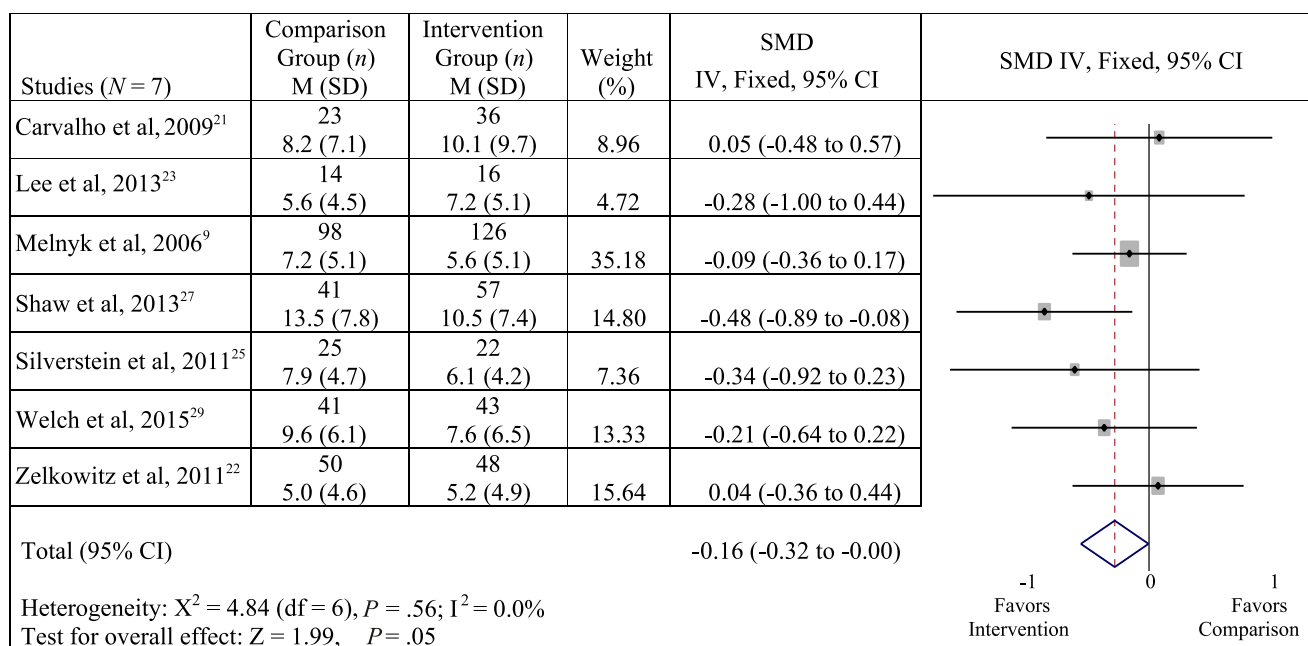 Studies (N = 7)
Comparison
Group (n)
M (SD)
Intervention
Group (n)
M (SD)
Weight
(%)
SMD
IV, Fixed, 95% CI
SMD IV, Fixed, 95% CI
Carvalho et al, 2009²¹
23
36
8.2 (7.1) 10.1 (9.7) 8.96 0.05 (-0.48 to 0.57)
Lee et al, 2013²³
14
16
5.6 (4.5) 7.2 (5.1) 4.72 -0.28 (-1.00 to 0.44)
Melnyk et al, 2006⁹
98
126
7.2 (5.1) 5.6 (5.1) 35.18 -0.09 (-0.36 to 0.17)
Shaw et al, 2013²⁷
41
57
13.5 (7.8) 10.5 (7.4) 14.80 -0.48 (-0.89 to -0.08)
Silverstein et al, 2011²⁵
25
22
7.9 (4.7) 6.1 (4.2) 7.36 -0.34 (-0.92 to 0.23)
Welch et al, 2015²⁹
41
43
9.6 (6.1) 7.6 (6.5) 13.33 -0.21 (-0.64 to 0.22)
Zelkowitz et al, 2011²²
50
48
5.0 (4.6) 5.2 (4.9) 15.64 0.04 (-0.36 to 0.44)
Total (95% CI) -0.16 (-0.32 to -0.00)
Heterogeneity: X² = 4.84 (df = 6), P = .56; I² = 0.0%
Test for overall effect: Z = 1.99, P = .05
-1 0 1
Favors
Intervention
Favors
Comparison